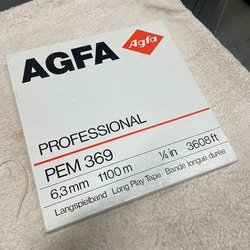 AGFA
Agfa
PROFESSIONAL
PEM 369
6,3 mm 1100 m ¼ in 3608 ft
Langspielband Long Play Tape Bande longue durée